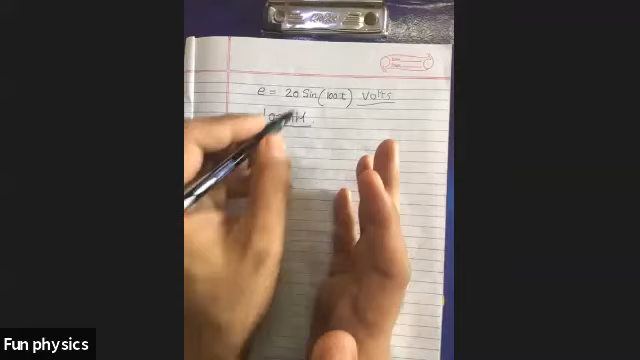 e = 20 Sin(100t) Volts
Fun physics